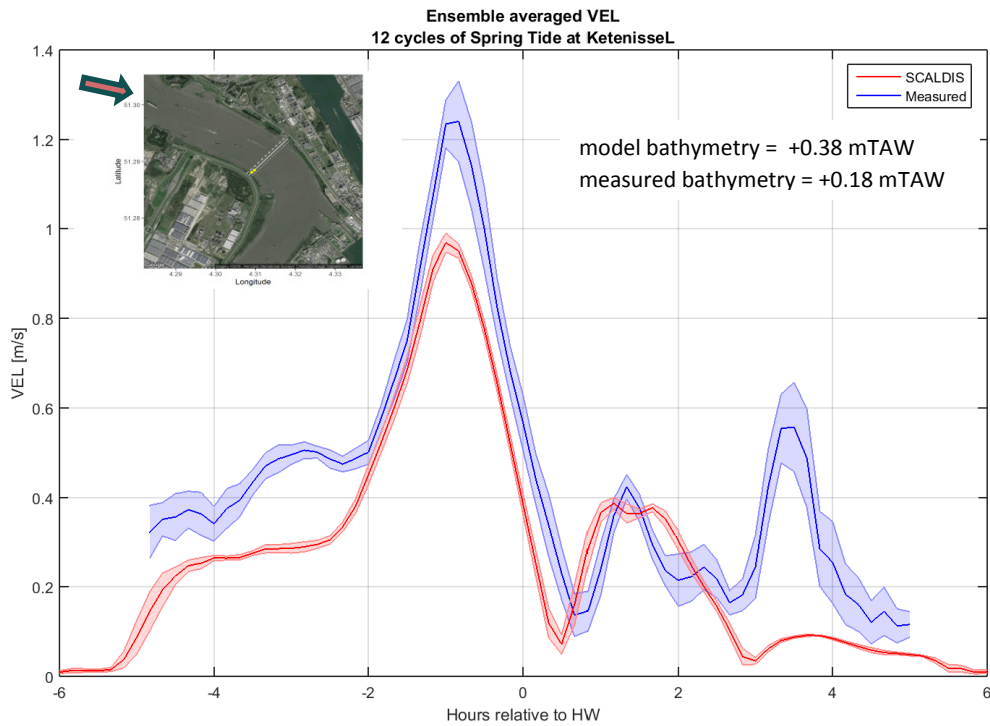 Ensemble averaged VEL
12 cycles of Spring Tide at KetenisseL
1.4
1.2
1
0.8
0.6
0.4
0.2
0
VEL [m/s]
SCALDIS
Measured
model bathymetry = +0.38 mTAW
measured bathymetry = +0.18 mTAW
51.30
51.29
51.28
Latitude
4.29 4.30 4.31 4.32 4.33
Longitude
-6 -4 -2 0 2 4 6
Hours relative to HW